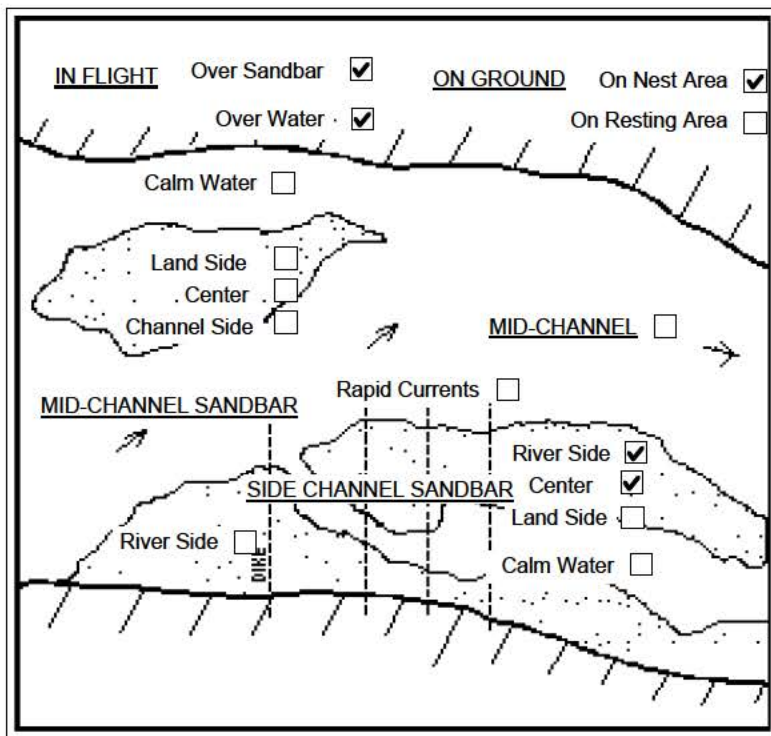 IN FLIGHT Over Sandbar ☑ ON GROUND On Nest Area ☑
Over Water ☑ On Resting Area ☐
Calm Water ☐
Land Side ☐
Center ☐
Channel Side ☐
MID-CHANNEL ☐
Rapid Currents ☐
MID-CHANNEL SANDBAR
River Side ☑
SIDE CHANNEL SANDBAR Center ☑
Land Side ☐
River Side ☐
DIKE
Calm Water ☐